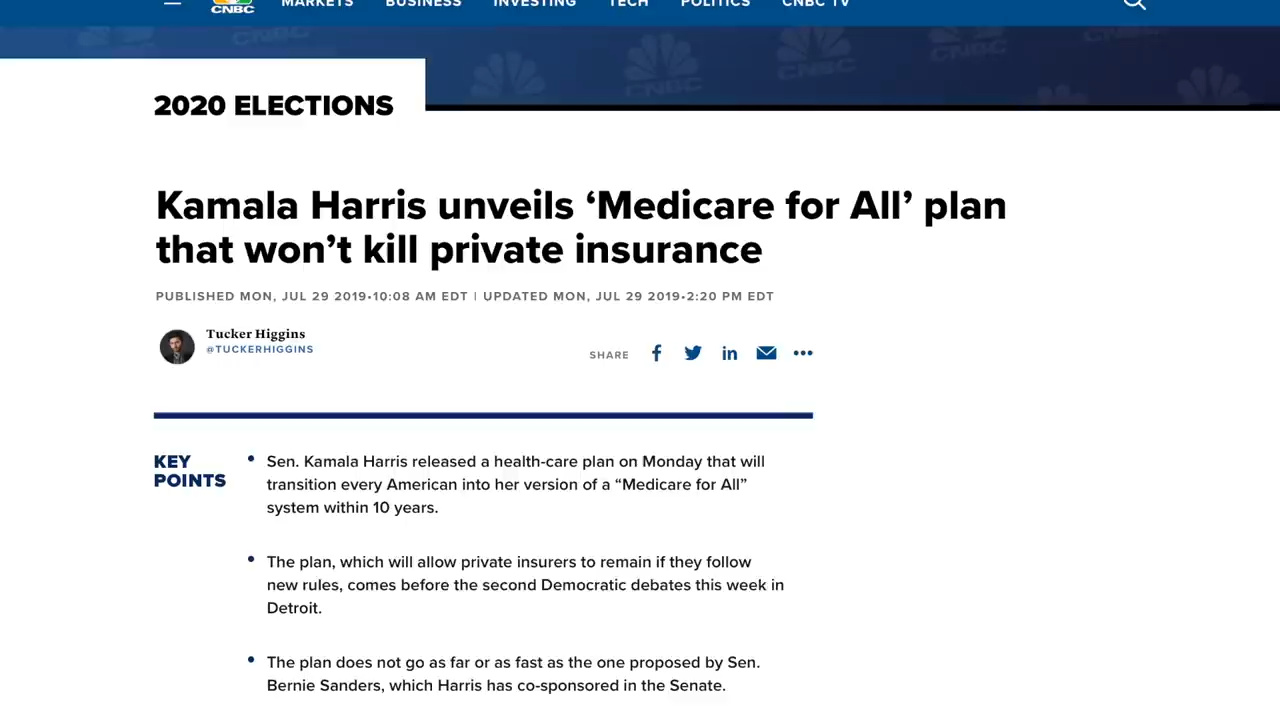 CNBC MARKETS BUSINESS INVESTING TECH POLITICS CNBC TV
CNBC CNBC CNBC CNBC
2020 ELECTIONS
Kamala Harris unveils ‘Medicare for All’ plan
that won’t kill private insurance
PUBLISHED MON, JUL 29 2019•10:08 AM EDT | UPDATED MON, JUL 29 2019•2:20 PM EDT
Tucker Higgins
@TUCKERHIGGINS
SHARE
KEY
POINTS
• Sen. Kamala Harris released a health-care plan on Monday that will
transition every American into her version of a “Medicare for All”
system within 10 years.
• The plan, which will allow private insurers to remain if they follow
new rules, comes before the second Democratic debates this week in
Detroit.
• The plan does not go as far or as fast as the one proposed by Sen.
Bernie Sanders, which Harris has co-sponsored in the Senate.